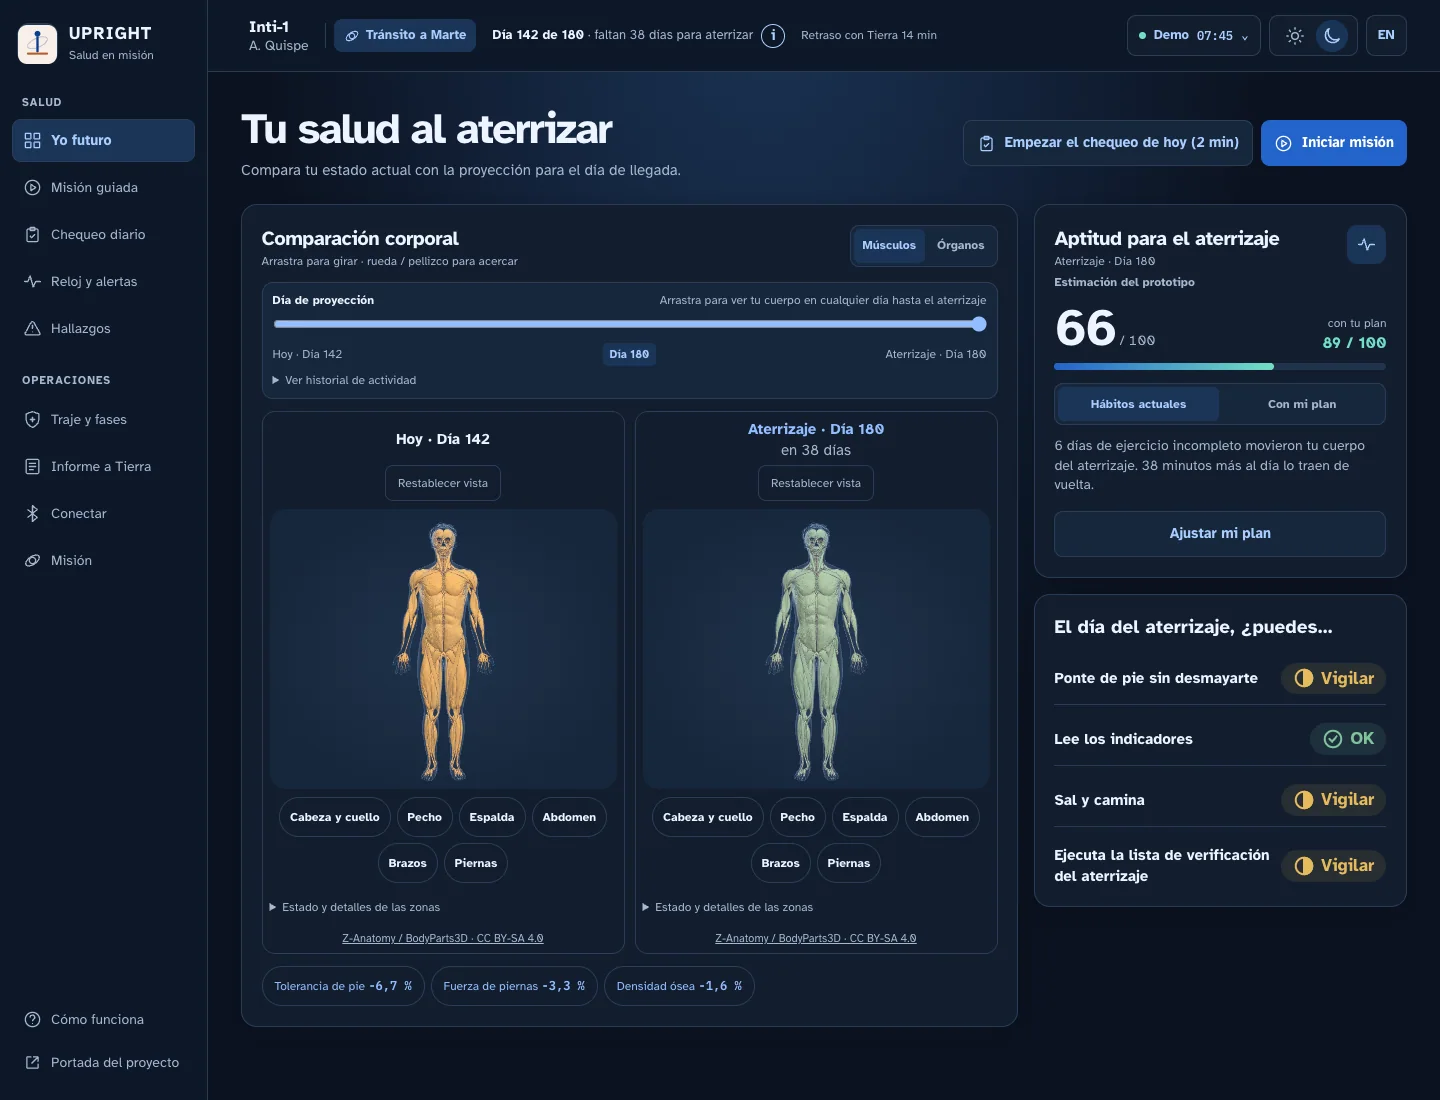 UPRIGHT
Salud en misión
SALUD
Yo futuro
Misión guiada
Chequeo diario
Reloj y alertas
Hallazgos
OPERACIONES
Traje y fases
Informe a Tierra
Conectar
Misión
Cómo funciona
Portada del proyecto
Inti-1
A. Quispe
Tránsito a Marte
Día 142 de 180 · faltan 38 días para aterrizar
i
Retraso con Tierra 14 min
Demo 07:45
EN
Tu salud al aterrizar
Compara tu estado actual con la proyección para el día de llegada.
Empezar el chequeo de hoy (2 min)
Iniciar misión
Comparación corporal
Arrastra para girar · rueda / pellizco para acercar
Músculos
Órganos
Día de proyección
Arrastra para ver tu cuerpo en cualquier día hasta el aterrizaje
Hoy · Día 142
Día 180
Aterrizaje · Día 180
Ver historial de actividad
Hoy · Día 142
Restablecer vista
Cabeza y cuello
Pecho
Espalda
Abdomen
Brazos
Piernas
Estado y detalles de las zonas
Z-Anatomy / BodyParts3D · CC BY-SA 4.0
Aterrizaje · Día 180
en 38 días
Restablecer vista
Cabeza y cuello
Pecho
Espalda
Abdomen
Brazos
Piernas
Estado y detalles de las zonas
Z-Anatomy / BodyParts3D · CC BY-SA 4.0
Tolerancia de pie -6,7 %
Fuerza de piernas -3,3 %
Densidad ósea -1,6 %
Aptitud para el aterrizaje
Aterrizaje · Día 180
Estimación del prototipo
66 / 100
con tu plan
89 / 100
Hábitos actuales
Con mi plan
6 días de ejercicio incompleto movieron tu cuerpo
del aterrizaje. 38 minutos más al día lo traen de
vuelta.
Ajustar mi plan
El día del aterrizaje, ¿puedes...
Ponte de pie sin desmayarte
Vigilar
Lee los indicadores
OK
Sal y camina
Vigilar
Ejecuta la lista de verificación
del aterrizaje
Vigilar